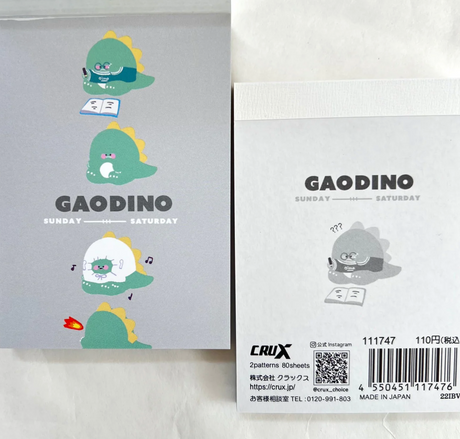 GAODINO
SUNDAY SATURDAY
GAODINO
SUNDAY SATURDAY
???
CRUX
2patterns 80sheets
株式会社 クラックス
https://crux.jp/
お客様相談室 TEL:0120-991-803
公式 Instagram
@crux_choice
111747 110円(税込
4 550451 117476
MADE IN JAPAN 22IBV